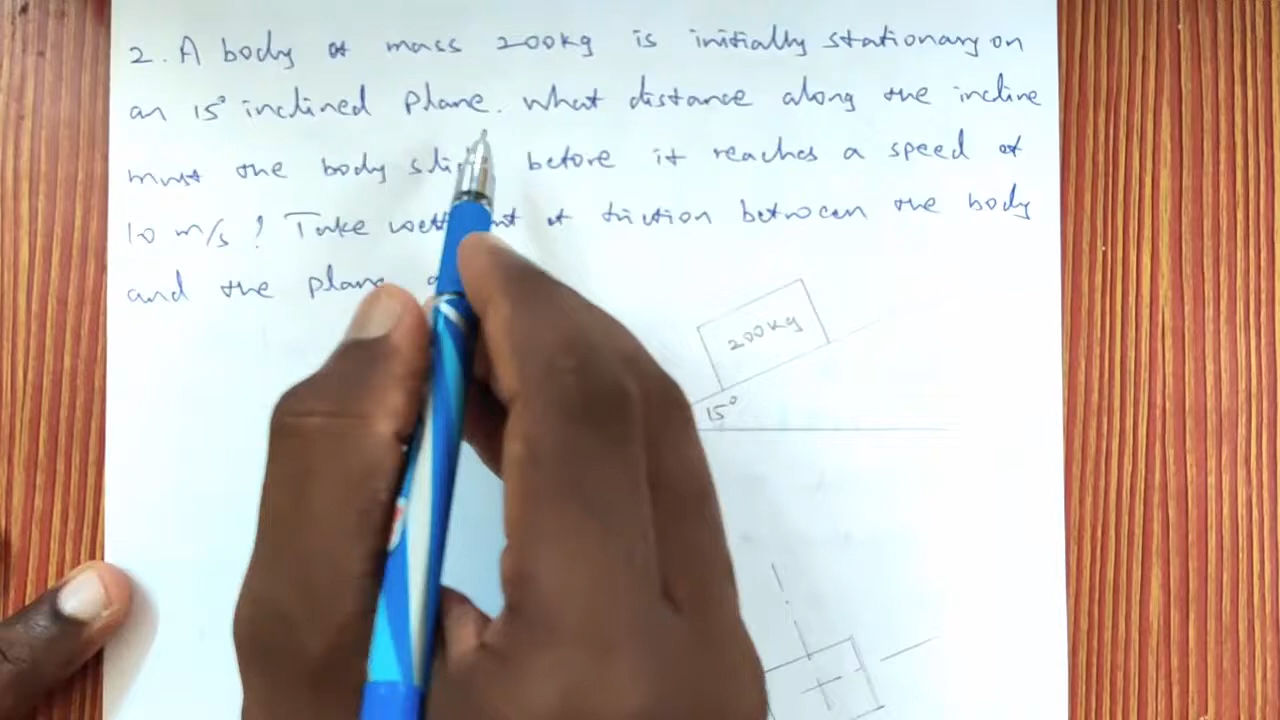 2. A body of mass 200kg is initially stationary on
an 15° inclined plane. What distance along the incline
must the body before it reaches a speed of
10 m/s? Take of friction between the body
and the plane
200kg
15°